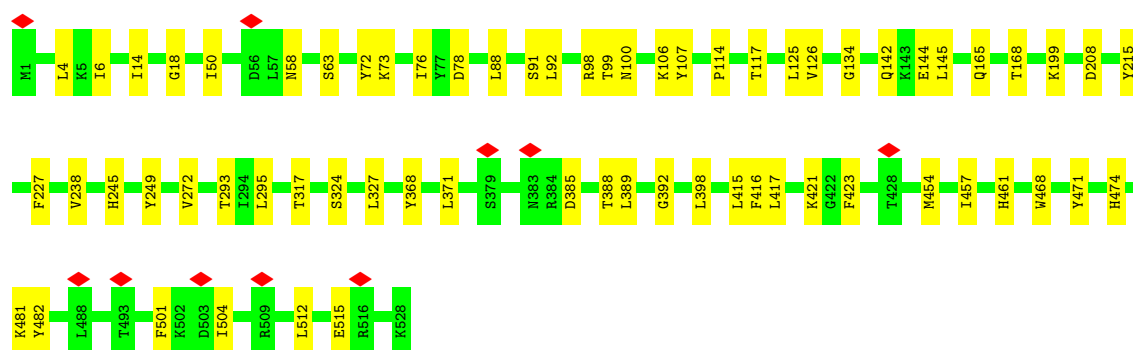 M1 L4 K5 I6 I14 G18 I50 D56 L57 N58 S63 Y72 K73 I76 Y77 D78 L88 S91 L92 R98 T99 N100 K106 Y107 P114 T117 L125 V126 G134 Q142 K143 E144 L145 Q165 T168 K199 D208 Y215
F227 V238 H245 Y249 V272 T293 I294 L295 T317 S324 L327 Y368 L371 S379 N383 R384 D385 T388 L389 G392 L398 L415 F416 L417 K421 G422 F423 T428 M454 I457 H461 W468 Y471 H474
K481 Y482 L488 T493 F501 K502 D503 I504 R509 L512 E515 R516 K528